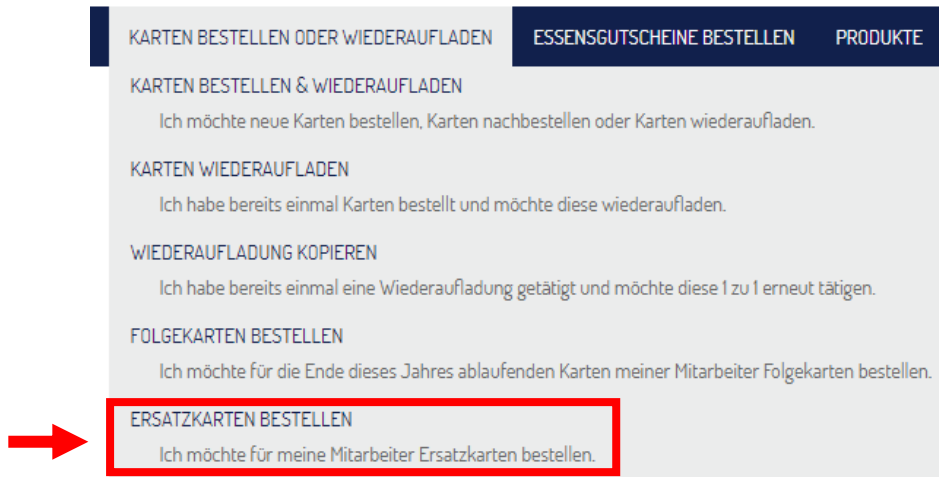 KARTEN BESTELLEN ODER WIEDERAUFLADEN ESSENSGUTSCHEINE BESTELLEN PRODUKTE
KARTEN BESTELLEN & WIEDERAUFLADEN
Ich möchte neue Karten bestellen, Karten nachbestellen oder Karten wiederaufladen.
KARTEN WIEDERAUFLADEN
Ich habe bereits einmal Karten bestellt und möchte diese wiederaufladen.
WIEDERAUFLADUNG KOPIEREN
Ich habe bereits einmal eine Wiederaufladung getätigt und möchte diese 1 zu 1 erneut tätigen.
FOLGEKARTEN BESTELLEN
Ich möchte für die Ende dieses Jahres ablaufenden Karten meiner Mitarbeiter Folgekarten bestellen.
ERSATZKARTEN BESTELLEN
Ich möchte für meine Mitarbeiter Ersatzkarten bestellen.